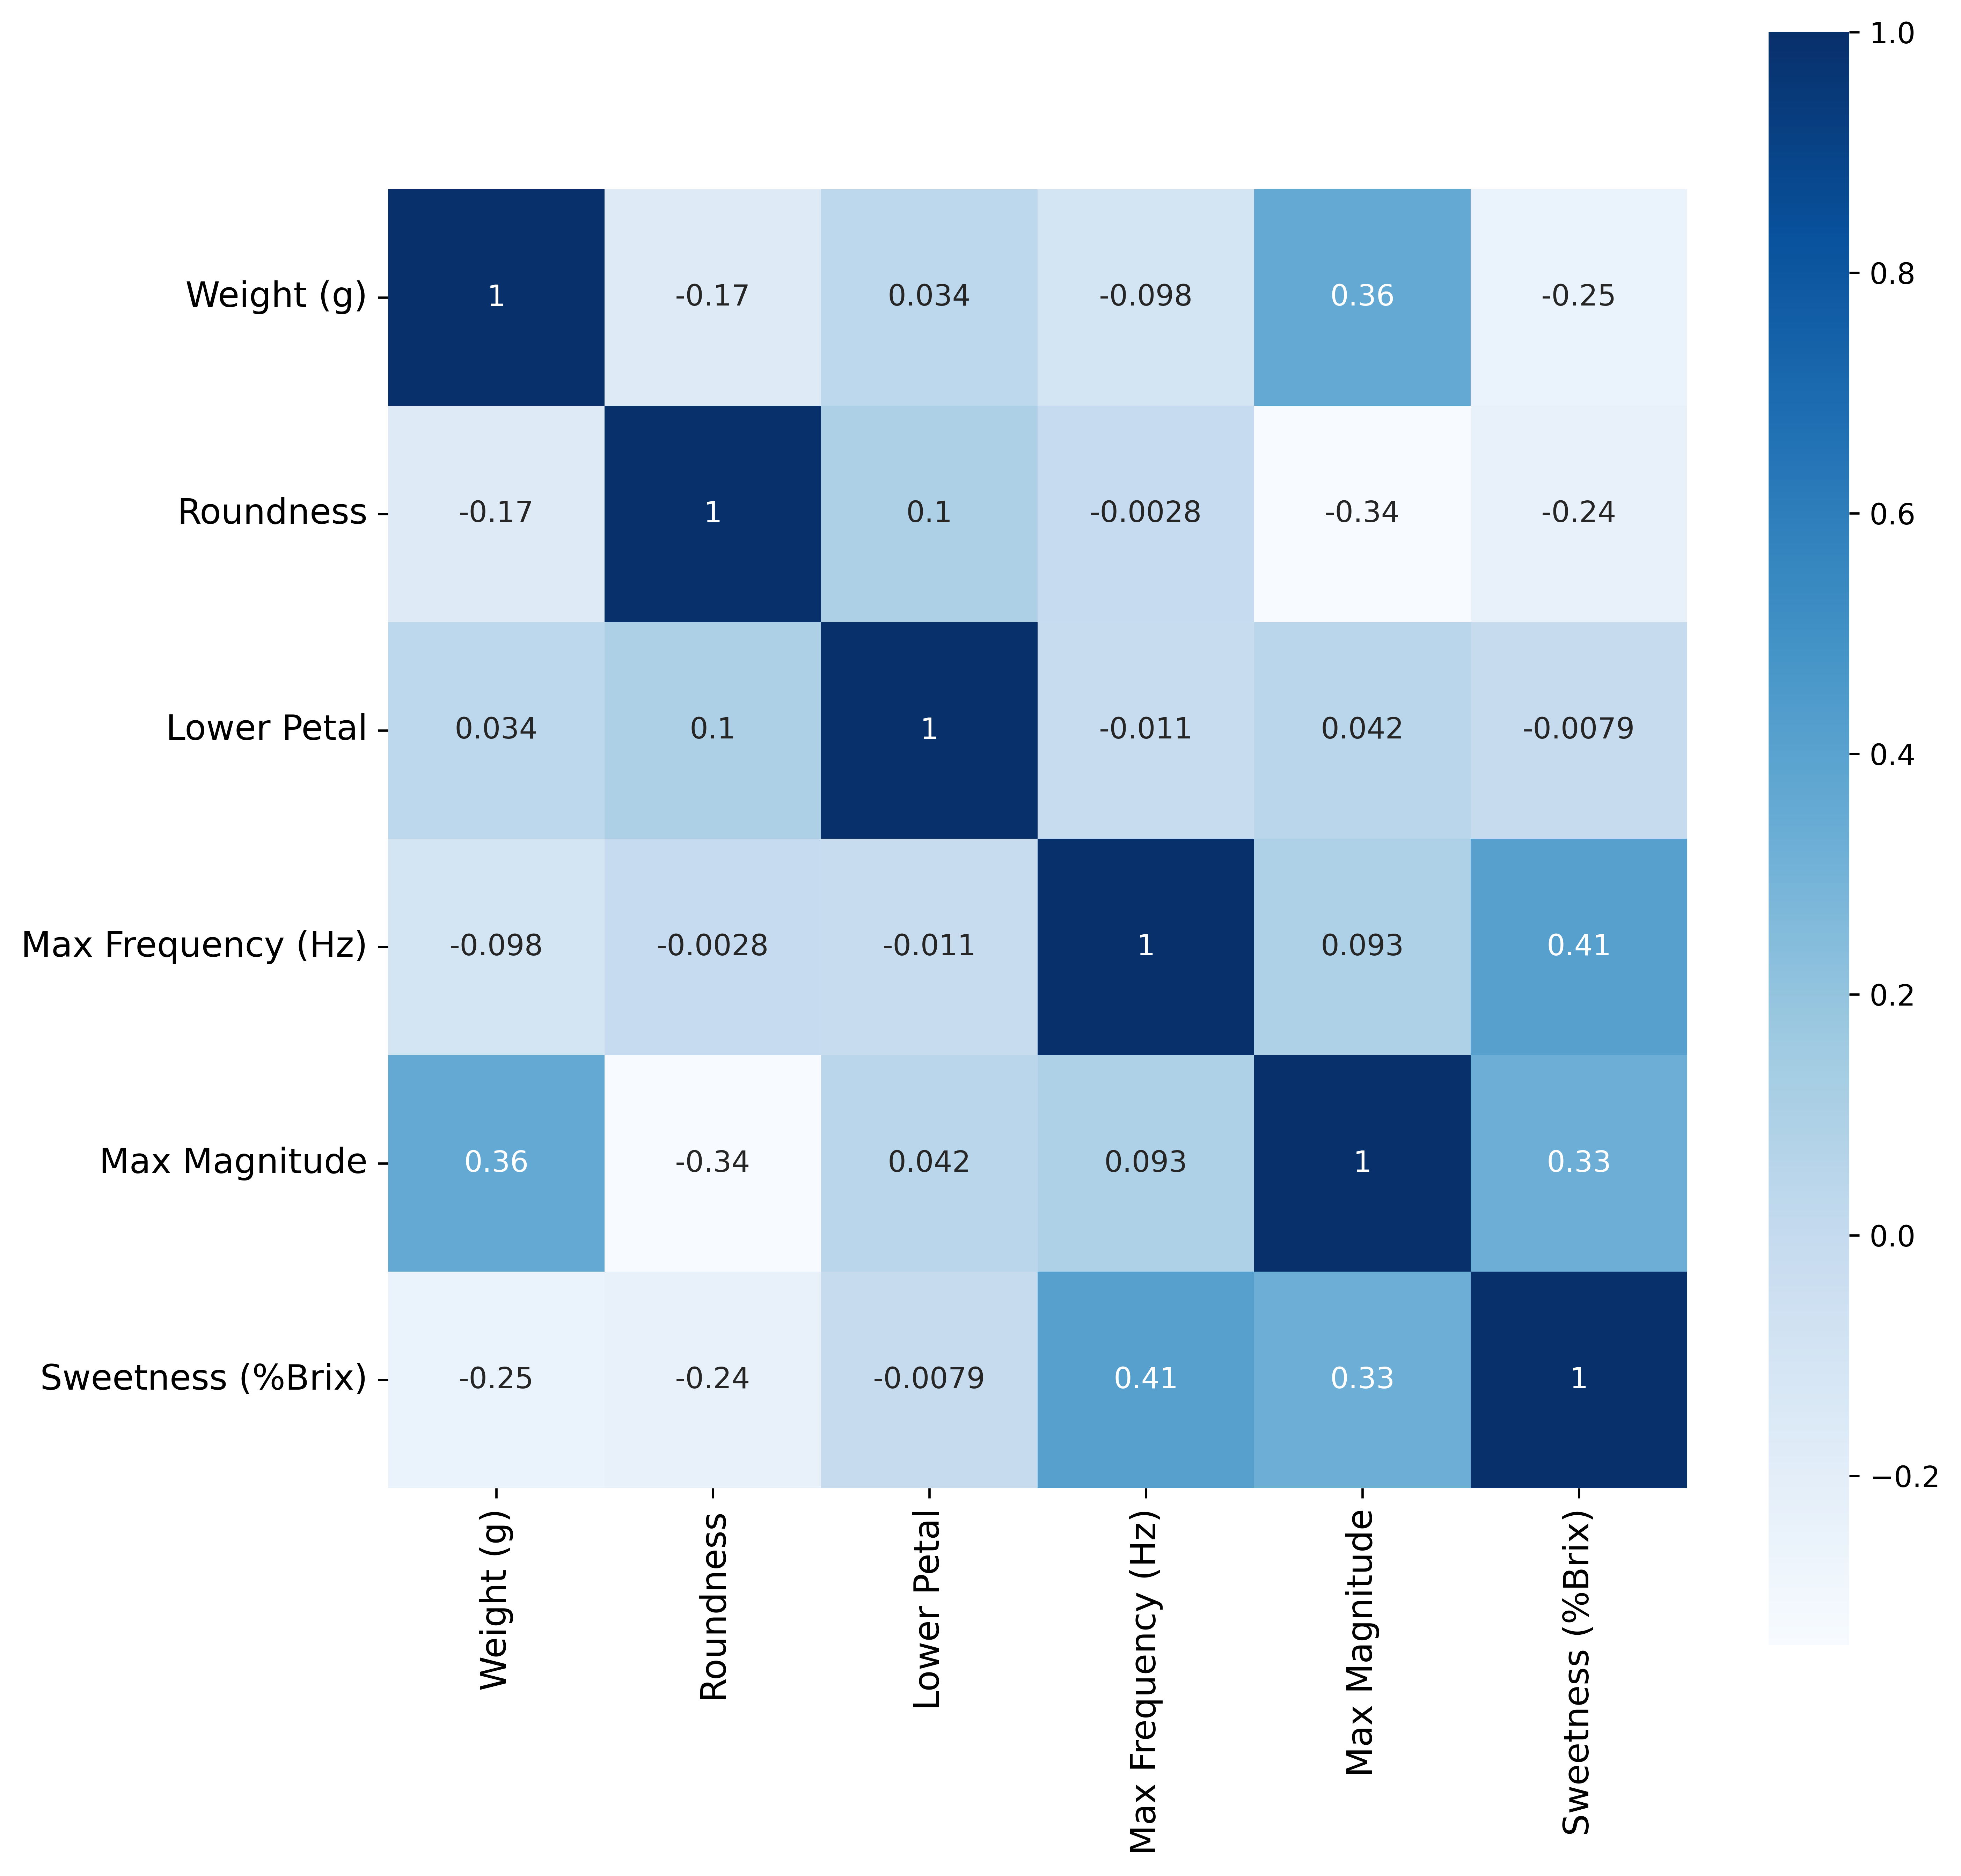 1.0
0.8
0.6
0.4
0.2
0.0
−0.2
Weight (g) 1 -0.17 0.034 -0.098 0.36 -0.25
Roundness -0.17 1 0.1 -0.0028 -0.34 -0.24
Lower Petal 0.034 0.1 1 -0.011 0.042 -0.0079
Max Frequency (Hz) -0.098 -0.0028 -0.011 1 0.093 0.41
Max Magnitude 0.36 -0.34 0.042 0.093 1 0.33
Sweetness (%Brix) -0.25 -0.24 -0.0079 0.41 0.33 1
Weight (g)
Roundness
Lower Petal
Max Frequency (Hz)
Max Magnitude
Sweetness (%Brix)